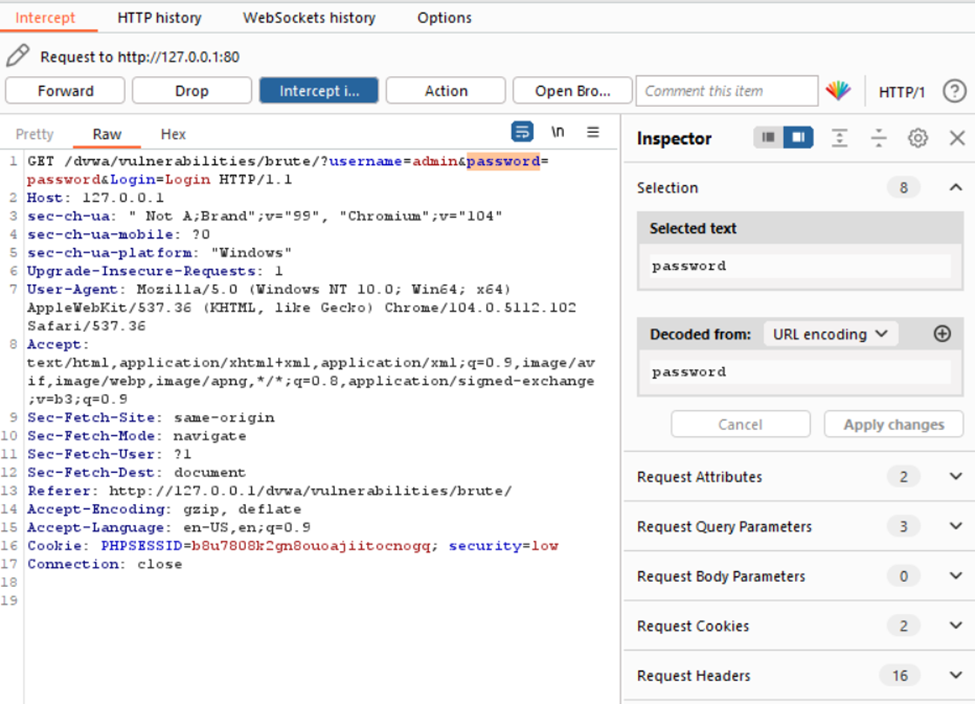 Intercept HTTP history WebSockets history Options
Request to http://127.0.0.1:80
Forward Drop Intercept i... Action Open Bro... Comment this item HTTP/1 ?
Pretty Raw Hex \n
1 GET /dvwa/vulnerabilities/brute/?username=admin&password=
password&Login=Login HTTP/1.1
2 Host: 127.0.0.1
3 sec-ch-ua: " Not A;Brand";v="99", "Chromium";v="104"
4 sec-ch-ua-mobile: ?0
5 sec-ch-ua-platform: "Windows"
6 Upgrade-Insecure-Requests: 1
7 User-Agent: Mozilla/5.0 (Windows NT 10.0; Win64; x64)
AppleWebKit/537.36 (KHTML, like Gecko) Chrome/104.0.5112.102
Safari/537.36
8 Accept:
text/html,application/xhtml+xml,application/xml;q=0.9,image/av
if,image/webp,image/apng,*/*;q=0.8,application/signed-exchange
;v=b3;q=0.9
9 Sec-Fetch-Site: same-origin
10 Sec-Fetch-Mode: navigate
11 Sec-Fetch-User: ?1
12 Sec-Fetch-Dest: document
13 Referer: http://127.0.0.1/dvwa/vulnerabilities/brute/
14 Accept-Encoding: gzip, deflate
15 Accept-Language: en-US,en;q=0.9
16 Cookie: PHPSESSID=b8u7808k2gn8ouoajiitocnogq; security=low
17 Connection: close
18
19
Inspector
Selection 8
Selected text
password
Decoded from: URL encoding
password
Cancel Apply changes
Request Attributes 2
Request Query Parameters 3
Request Body Parameters 0
Request Cookies 2
Request Headers 16